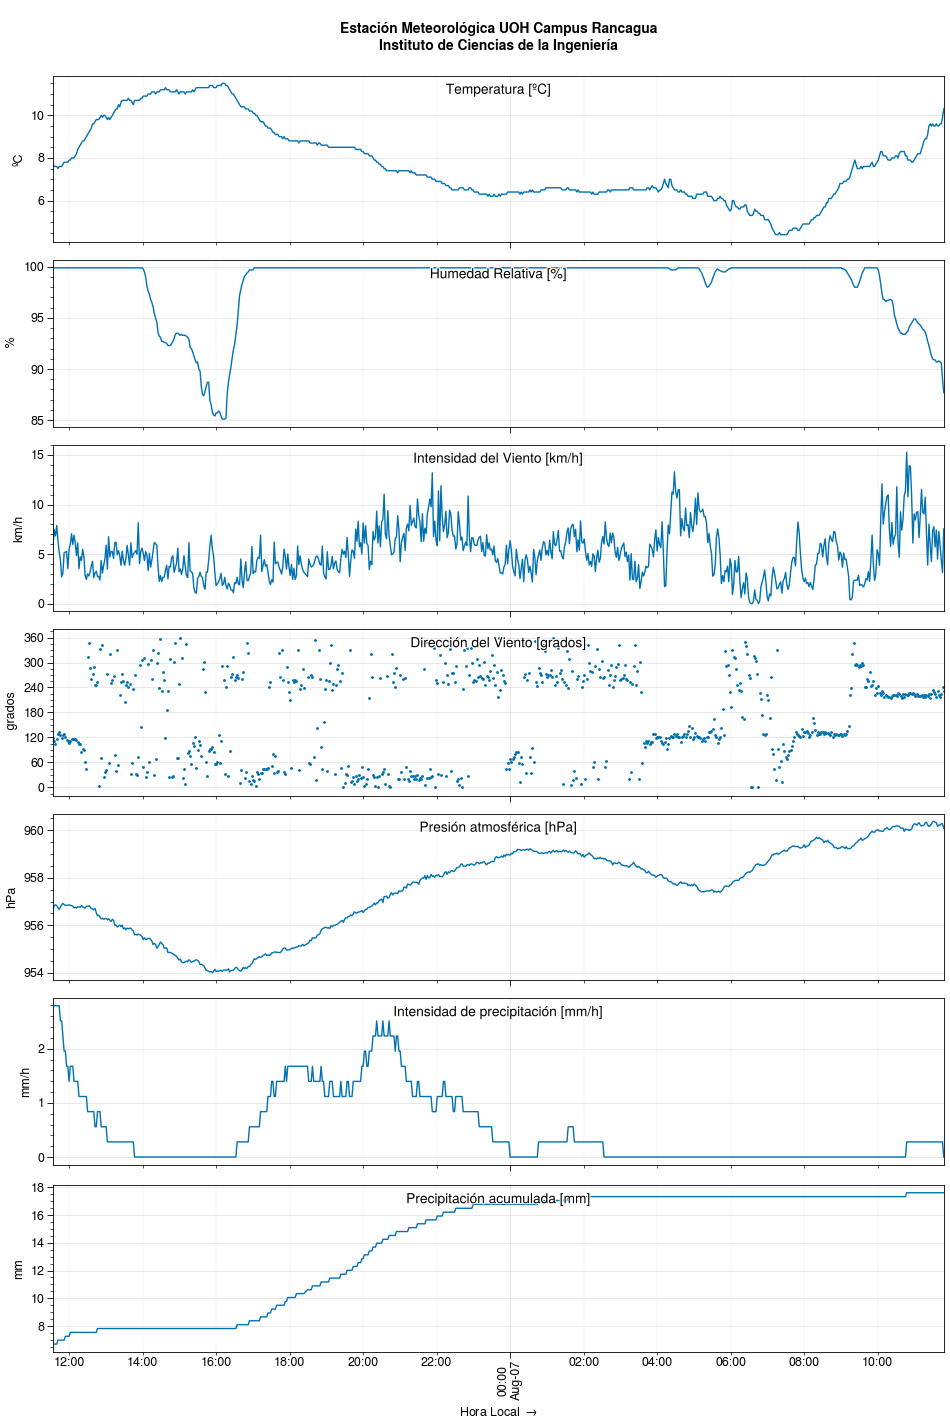 Estación Meteorológica UOH Campus Rancagua
Instituto de Ciencias de la Ingeniería
Temperatura [ºC]
ºC
10
8
6
Humedad Relativa [%]
%
100
95
90
85
Intensidad del Viento [km/h]
km/h
15
10
5
0
Dirección del Viento [grados]
grados
360
300
240
180
120
60
0
Presión atmosférica [hPa]
hPa
960
958
956
954
Intensidad de precipitación [mm/h]
mm/h
2
1
0
Precipitación acumulada [mm]
mm
18
16
14
12
10
8
12:00 14:00 16:00 18:00 20:00 22:00 00:00 02:00 04:00 06:00 08:00 10:00
Aug-07
Hora Local →